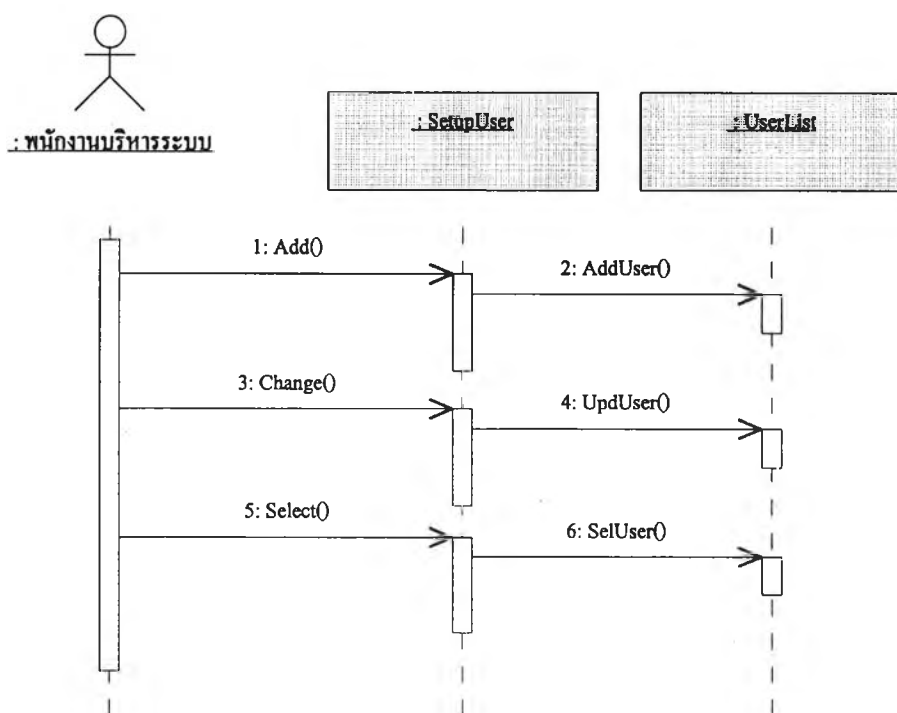 : พนักงานบริหารระบบ
: SetupUser
: UserList
1: Add()
2: AddUser()
3: Change()
4: UpdUser()
5: Select()
6: SelUser()